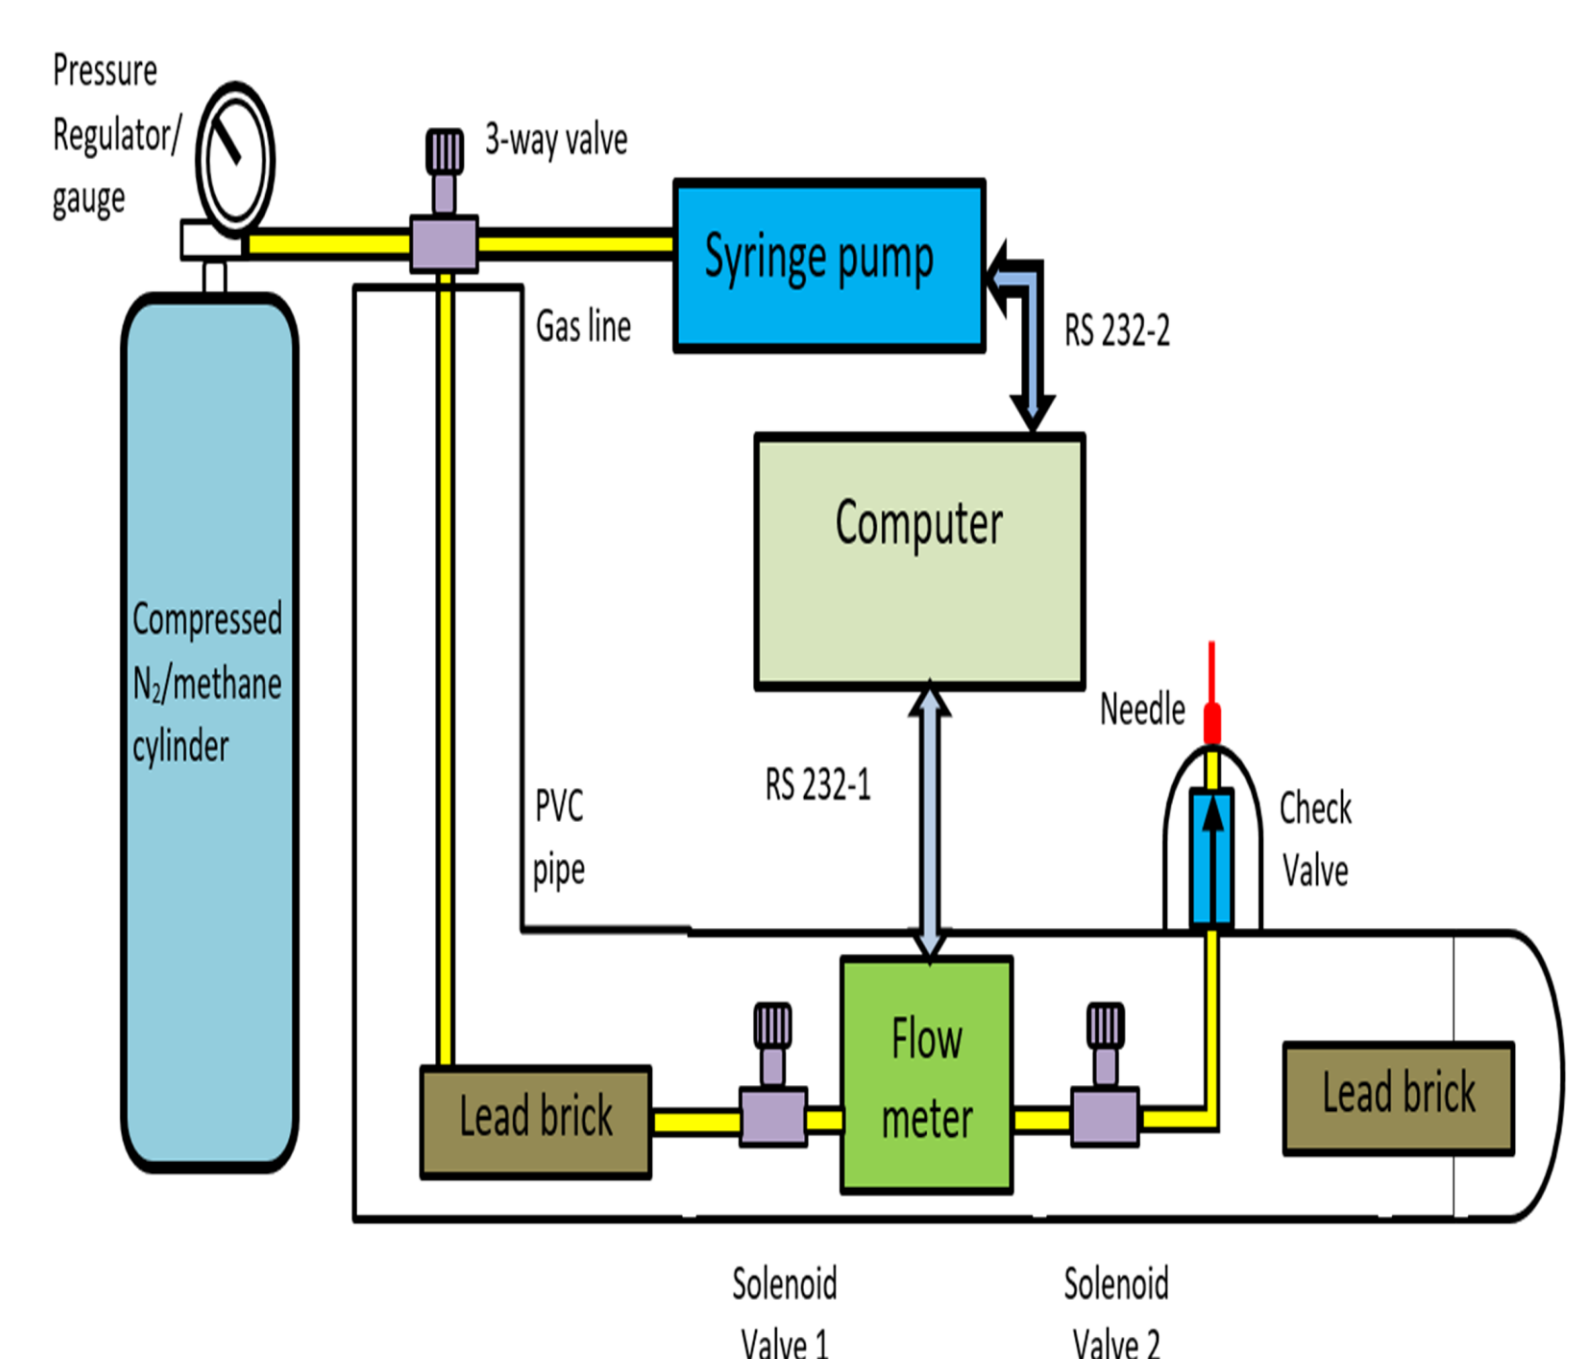 Pressure
Regulator/
gauge
3-way valve
Syringe pump
Gas line
RS 232-2
Computer
Compressed
N₂/methane
cylinder
Needle
RS 232-1
PVC
pipe
Check
Valve
Flow
meter
Lead brick
Lead brick
Solenoid
Valve 1
Solenoid
Valve 2